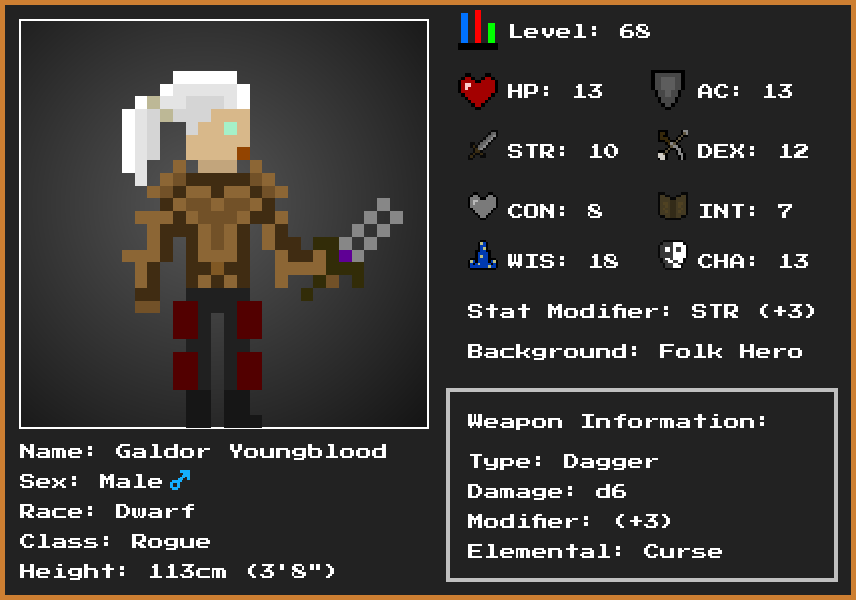 Level: 68
HP: 13
AC: 13
STR: 10
DEX: 12
CON: 8
INT: 7
WIS: 18
CHA: 13
Stat Modifier: STR (+3)
Background: Folk Hero
Weapon Information:
Type: Dagger
Damage: d6
Modifier: (+3)
Elemental: Curse
Name: Galdor Youngblood
Sex: Male♂
Race: Dwarf
Class: Rogue
Height: 113cm (3'8")